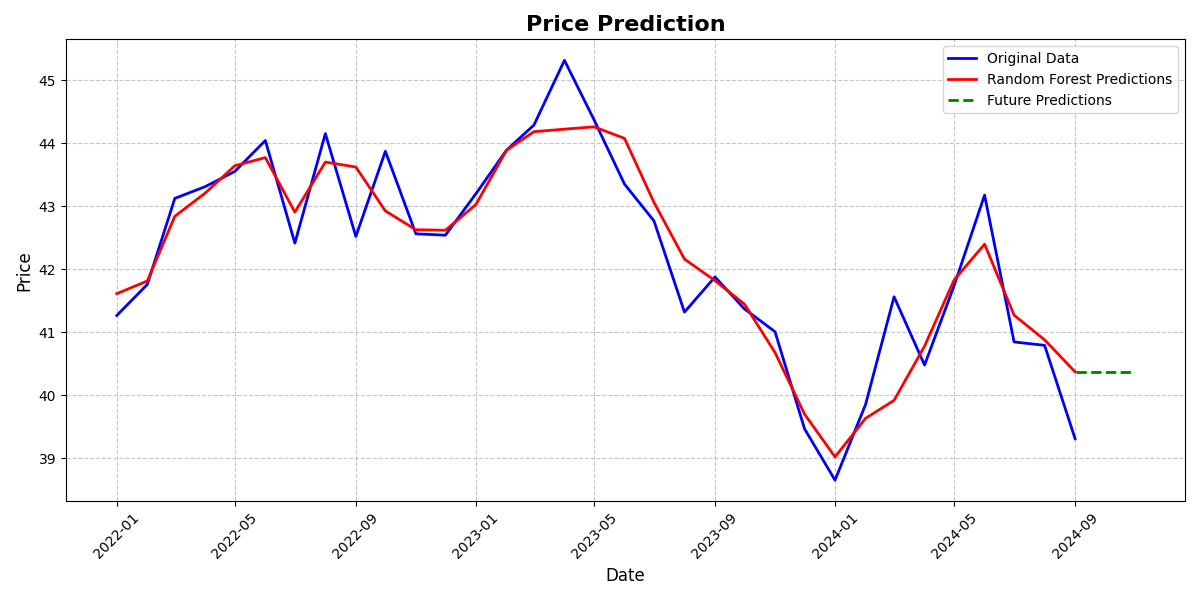 Price Prediction
Original Data
Random Forest Predictions
Future Predictions
Price
45
44
43
42
41
40
39
2022-01
2022-05
2022-09
2023-01
2023-05
2023-09
2024-01
2024-05
2024-09
Date